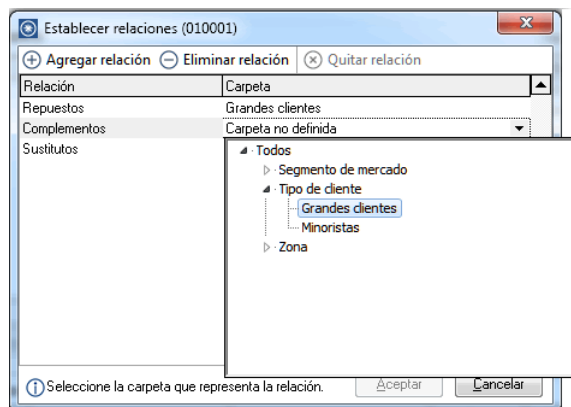 Establecer relaciones (010001)
Agregar relación Eliminar relación Quitar relación
Relación Carpeta
Repuestos Grandes clientes
Complementos Carpeta no definida
Sustitutos
Todos
Segmento de mercado
Tipo de cliente
Grandes clientes
Minoristas
Zona
Seleccione la carpeta que representa la relación. Aceptar Cancelar